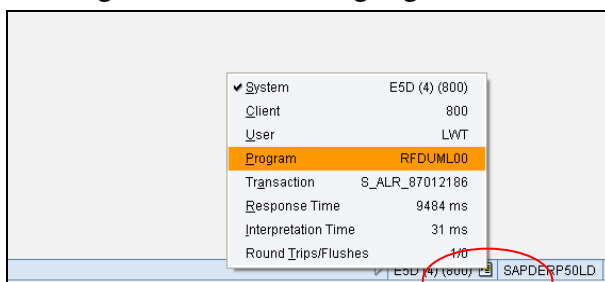 ✔ System E5D (4) (800)
Client 800
User LWT
Program RFDUML00
Transaction S_ALR_87012186
Response Time 9484 ms
Interpretation Time 31 ms
Round Trips/Flushes 1/0
E5D (4) (800) SAPDERP50LD